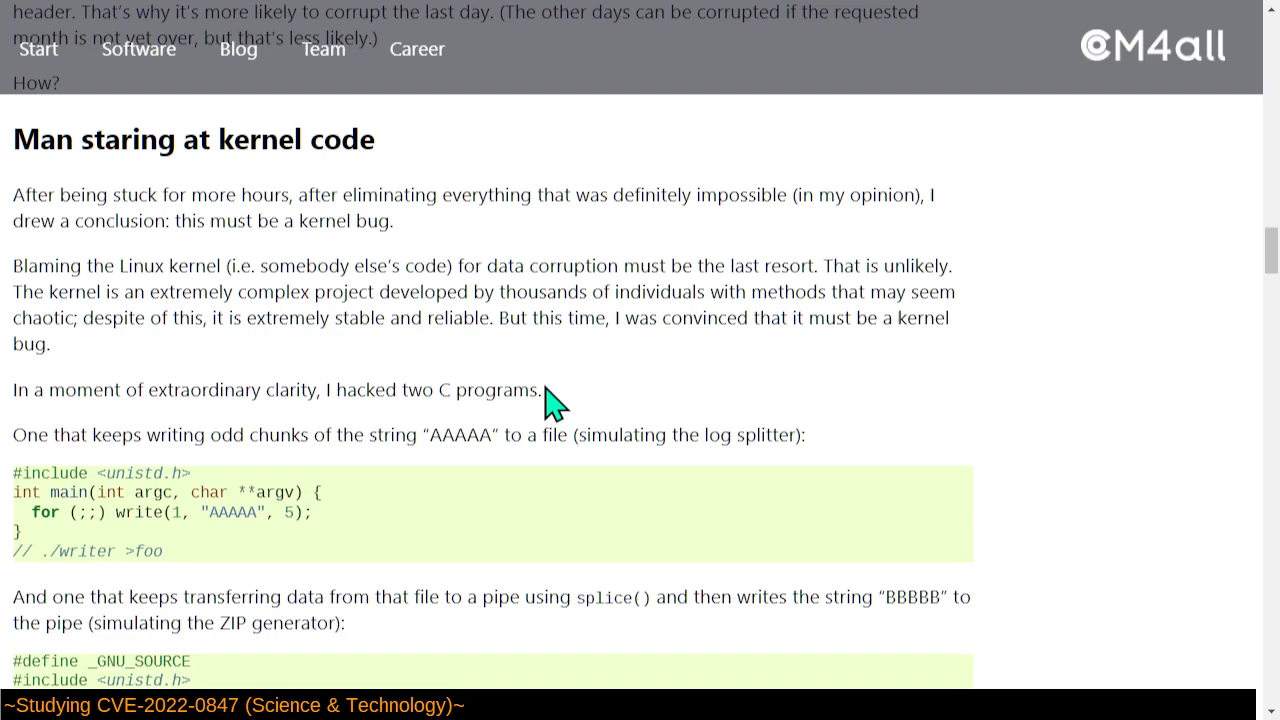 header. That's why it's more likely to corrupt the last day. (The other days can be corrupted if the requested
month is not yet over, but that's less likely.)
Start Software Blog Team Career
CM4all
How?
Man staring at kernel code
After being stuck for more hours, after eliminating everything that was definitely impossible (in my opinion), I
drew a conclusion: this must be a kernel bug.
Blaming the Linux kernel (i.e. somebody else's code) for data corruption must be the last resort. That is unlikely.
The kernel is an extremely complex project developed by thousands of individuals with methods that may seem
chaotic; despite of this, it is extremely stable and reliable. But this time, I was convinced that it must be a kernel
bug.
In a moment of extraordinary clarity, I hacked two C programs.
One that keeps writing odd chunks of the string “AAAAA” to a file (simulating the log splitter):
#include <unistd.h>
int main(int argc, char **argv) {
  for (;;) write(1, "AAAAA", 5);
}
// ./writer >foo
And one that keeps transferring data from that file to a pipe using splice() and then writes the string “BBBBB” to
the pipe (simulating the ZIP generator):
#define _GNU_SOURCE
#include <unistd.h>
~Studying CVE-2022-0847 (Science & Technology)~